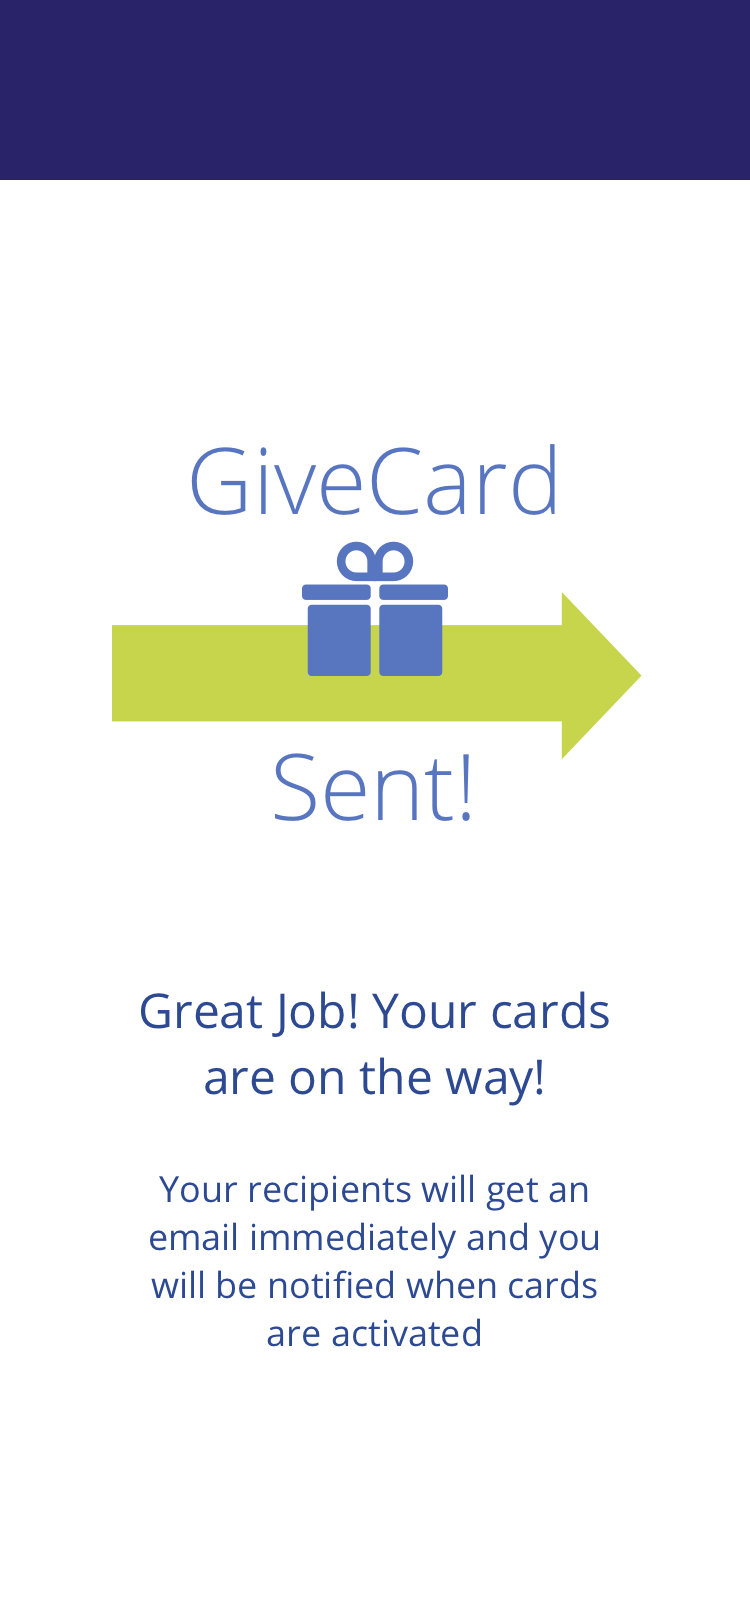 GiveCard
Sent!
Great Job! Your cards
are on the way!
Your recipients will get an
email immediately and you
will be notified when cards
are activated